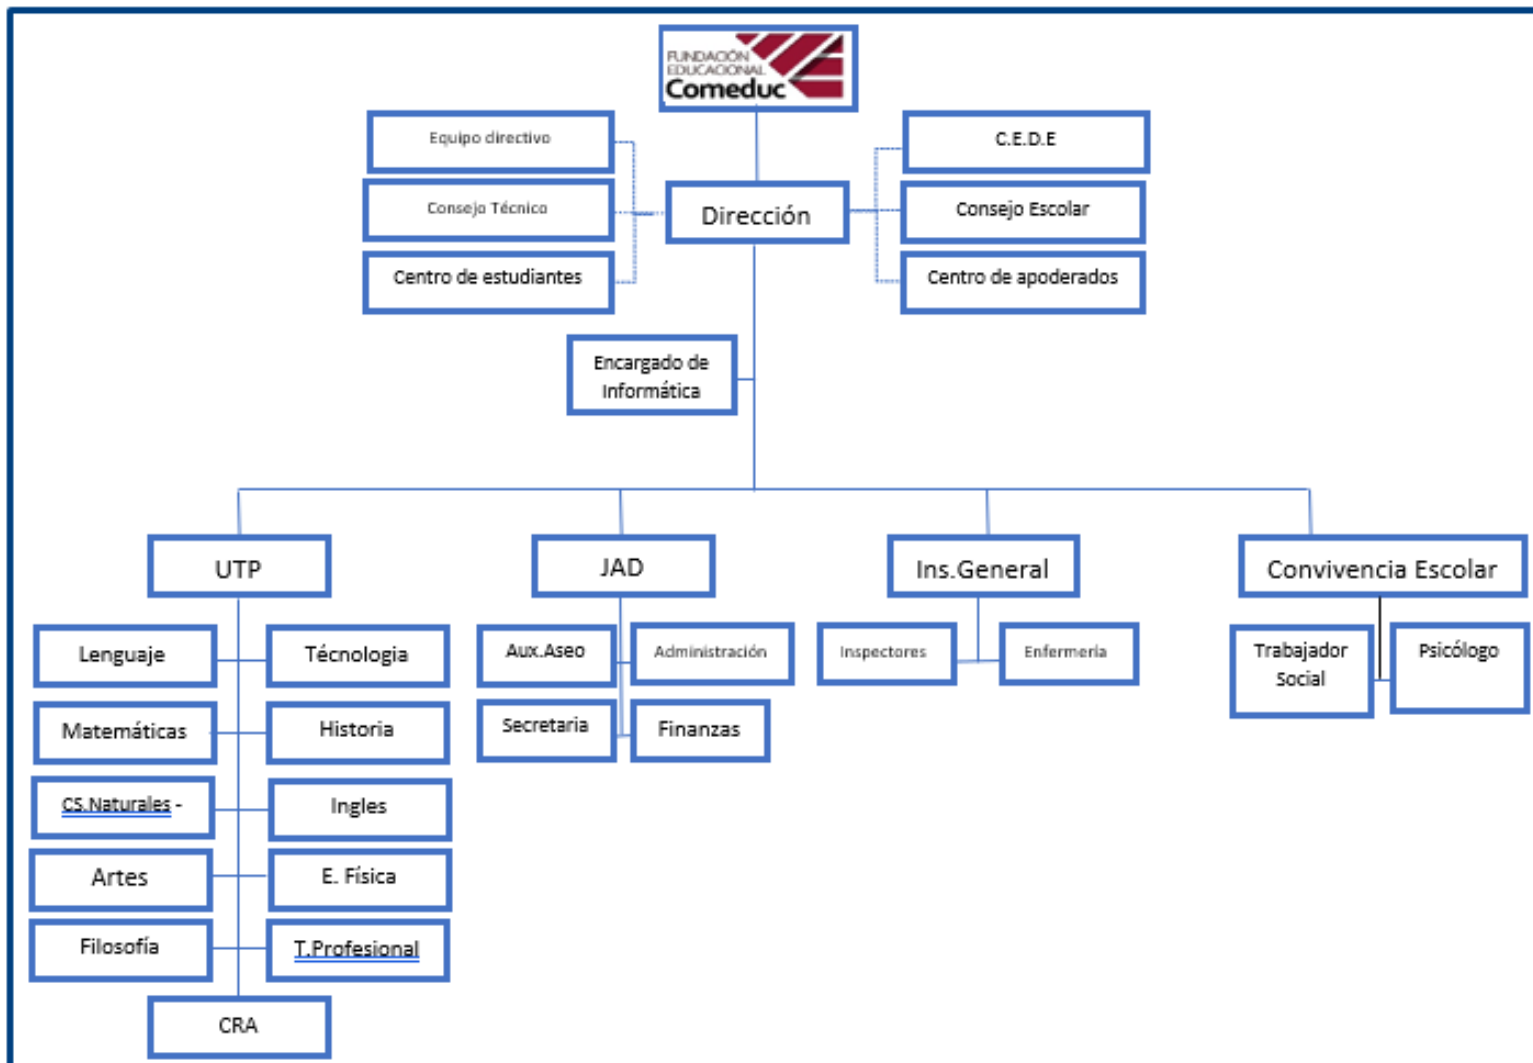 FUNDACIÓN
EDUCACIONAL
Comeduc
Equipo directivo
C.E.D.E
Consejo Técnico
Dirección
Consejo Escolar
Centro de estudiantes
Centro de apoderados
Encargado de
Informática
UTP
JAD
Ins.General
Convivencia Escolar
Lenguaje
Técnologia
Aux.Aseo
Administración
Inspectores
Enfermería
Trabajador
Social
Psicólogo
Matemáticas
Historia
Secretaria
Finanzas
CS.Naturales -
Ingles
Artes
E. Física
Filosofía
T.Profesional
CRA